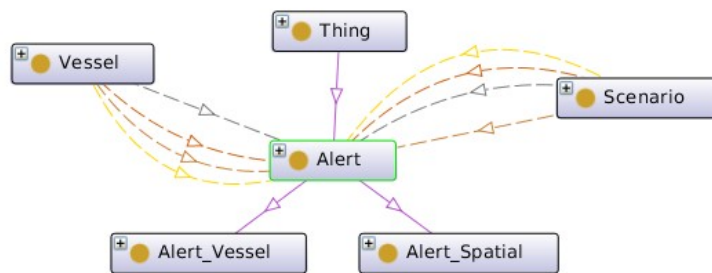 Thing
Vessel
Scenario
Alert
Alert_Vessel
Alert_Spatial